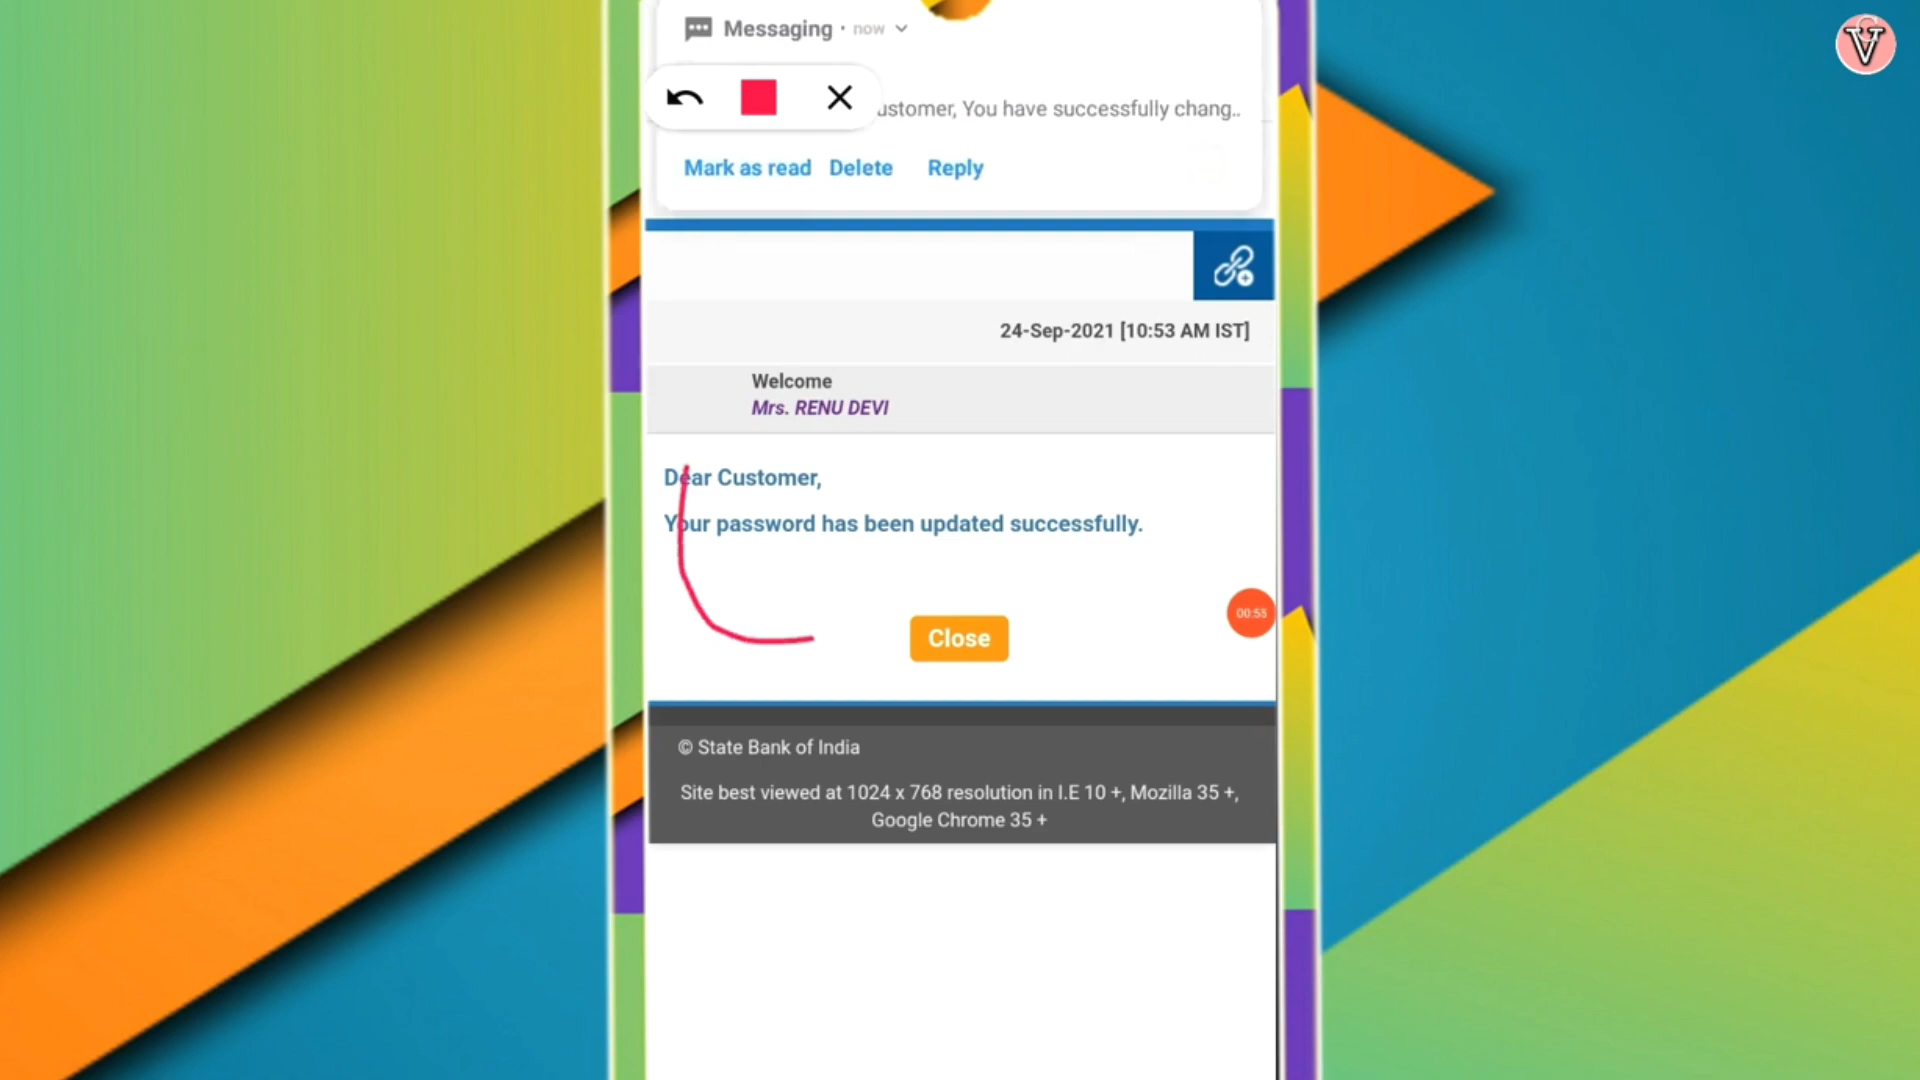 Messaging · now
ustomer, You have successfully chang..
Mark as read Delete Reply
24-Sep-2021 [10:53 AM IST]
Welcome
Mrs. RENU DEVI
Dear Customer,
Your password has been updated successfully.
00:55
Close
© State Bank of India
Site best viewed at 1024 x 768 resolution in I.E 10 +, Mozilla 35 +,
Google Chrome 35 +